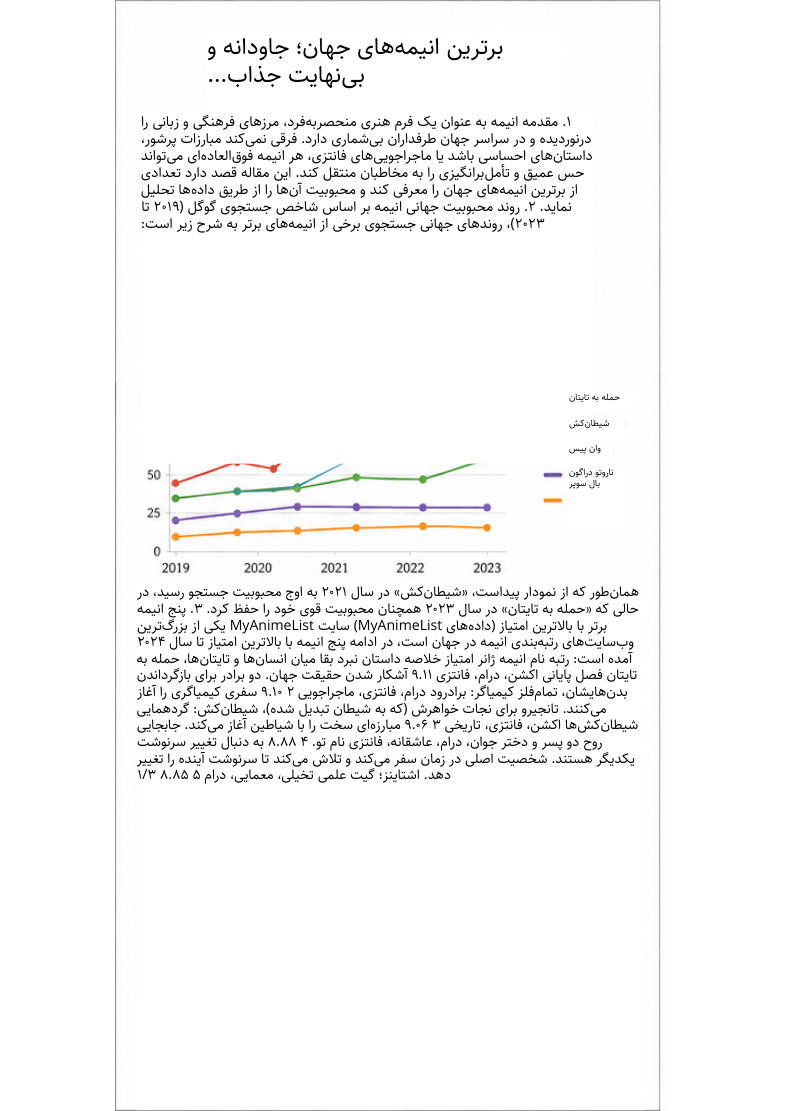 برترین انیمه‌های جهان؛ جاودانه و
بی‌نهایت جذاب...
۱. مقدمه انیمه به عنوان یک فرم هنری منحصربه‌فرد، مرزهای فرهنگی و زبانی را
درنوردیده و در سراسر جهان طرفداران بی‌شماری دارد. فرقی نمی‌کند مبارزات پرشور،
داستان‌های احساسی باشد یا ماجراجویی‌های فانتزی، هر انیمه فوق‌العاده‌ای می‌تواند
حس عمیق و تأمل‌برانگیزی را به مخاطبان منتقل کند. این مقاله قصد دارد تعدادی
از برترین انیمه‌های جهان را معرفی کند و محبوبیت آن‌ها را از طریق داده‌ها تحلیل
نماید. ۲. روند محبوبیت جهانی انیمه بر اساس شاخص جستجوی گوگل (۲۰۱۹ تا
۲۰۲۳)، روندهای جهانی جستجوی برخی از انیمه‌های برتر به شرح زیر است:
حمله به تایتان
شیطان‌کش
وان پیس
ناروتو دراگون
بال سوپر
50
25
0
2019 2020 2021 2022 2023
همان‌طور که از نمودار پیداست، «شیطان‌کش» در سال ۲۰۲۱ به اوج محبوبیت جستجو رسید، در
حالی که «حمله به تایتان» در سال ۲۰۲۳ همچنان محبوبیت قوی خود را حفظ کرد. ۳. پنج انیمه
برتر با بالاترین امتیاز (داده‌های MyAnimeList) سایت MyAnimeList یکی از بزرگ‌ترین
وب‌سایت‌های رتبه‌بندی انیمه در جهان است، در ادامه پنج انیمه با بالاترین امتیاز تا سال ۲۰۲۴
آمده است: رتبه نام انیمه ژانر امتیاز خلاصه داستان نبرد بقا میان انسان‌ها و تایتان‌ها، حمله به
تایتان فصل پایانی اکشن، درام، فانتزی ۹.۱۱ آشکار شدن حقیقت جهان. دو برادر برای بازگرداندن
بدن‌هایشان، تمام‌فلز کیمیاگر: برادرود درام، فانتزی، ماجراجویی ۲ ۹.۱۰ سفری کیمیاگری را آغاز
می‌کنند. تانجیرو برای نجات خواهرش (که به شیطان تبدیل شده)، شیطان‌کش: گردهمایی
شیطان‌کش‌ها اکشن، فانتزی، تاریخی ۳ ۹.۰۶ مبارزه‌ای سخت را با شیاطین آغاز می‌کند. جابجایی
روح دو پسر و دختر جوان، درام، عاشقانه، فانتزی نام تو. ۴ ۸.۸۸ به دنبال تغییر سرنوشت
یکدیگر هستند. شخصیت اصلی در زمان سفر می‌کند و تلاش می‌کند تا سرنوشت آینده را تغییر
دهد. اشتاینز؛ گیت علمی تخیلی، معمایی، درام ۵ ۸.۸۵ ۱/۳